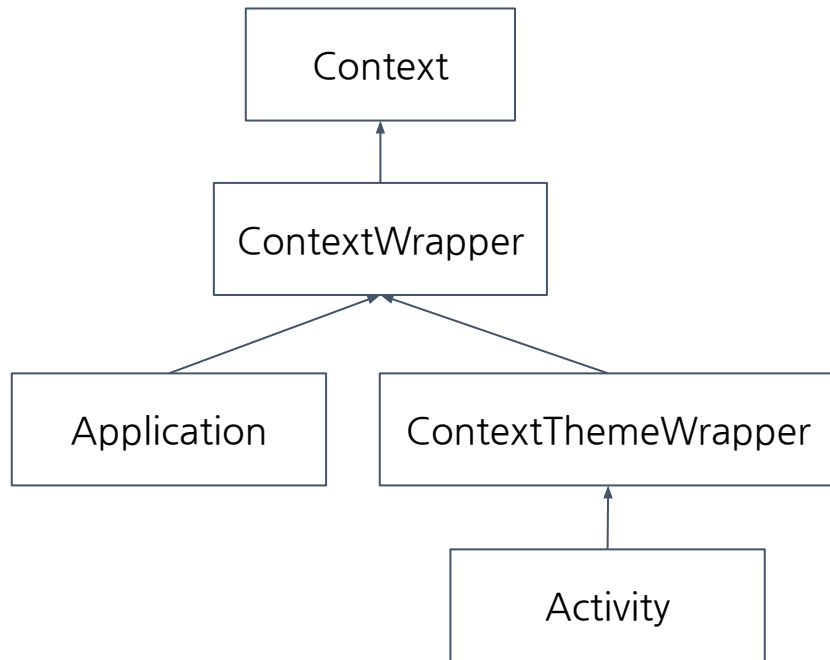 Context
ContextWrapper
Application
ContextThemeWrapper
Activity